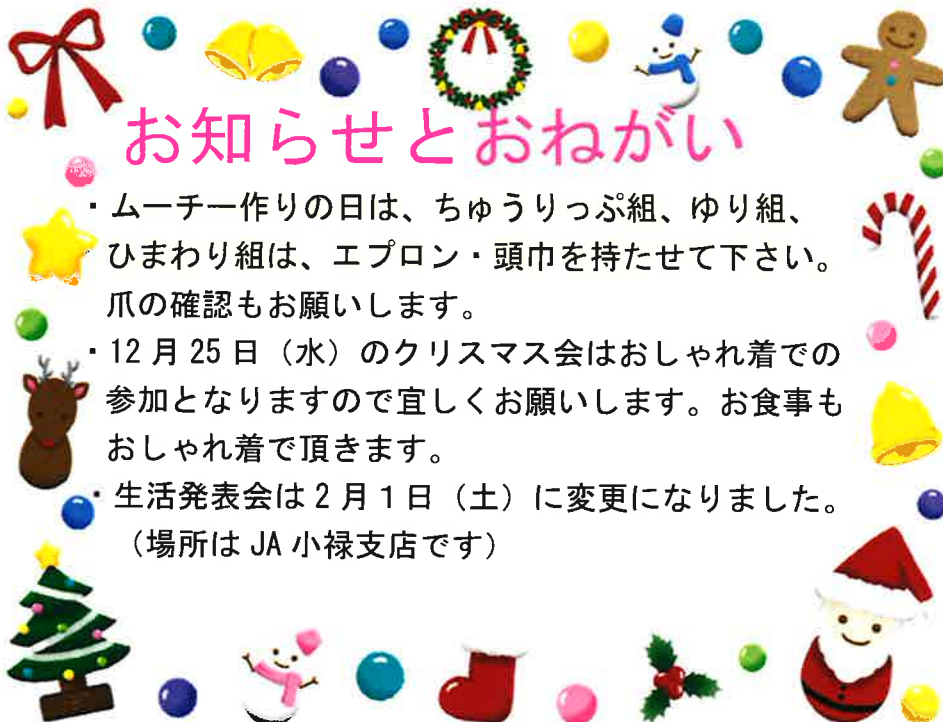 お知らせとおねがい
・ムーチー作りの日は、ちゅうりっぷ組、ゆり組、
ひまわり組は、エプロン・頭巾を持たせて下さい。
爪の確認もお願いします。
・12月25日（水）のクリスマス会はおしゃれ着での
参加となりますので宜しくお願いします。お食事も
おしゃれ着で頂きます。
・生活発表会は2月1日（土）に変更になりました。
（場所はJA小禄支店です）